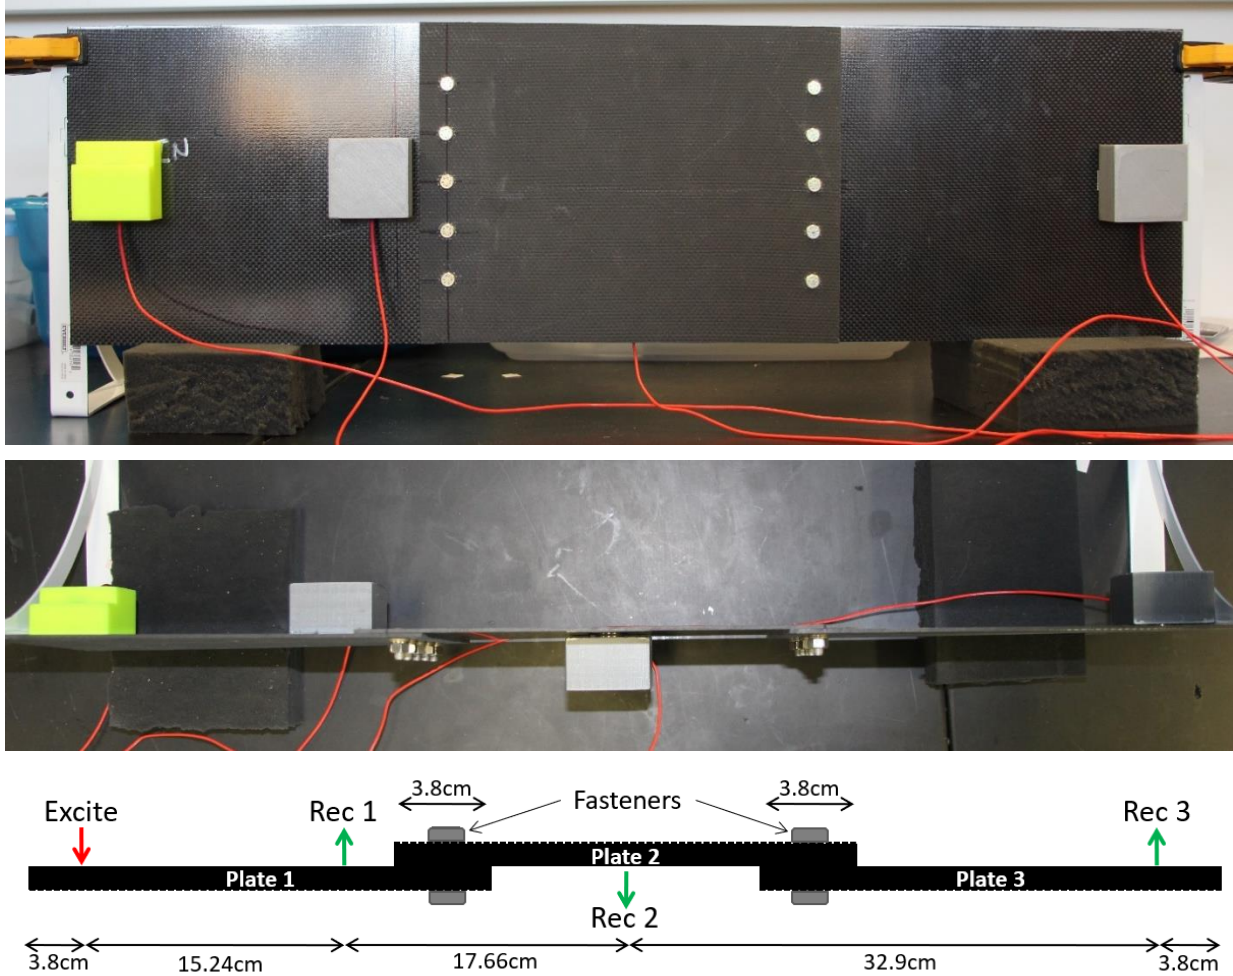 3.8cm
3.8cm
Excite
Rec 1
Fasteners
Rec 3
Plate 2
Plate 1
Plate 3
Rec 2
3.8cm
15.24cm
17.66cm
32.9cm
3.8cm